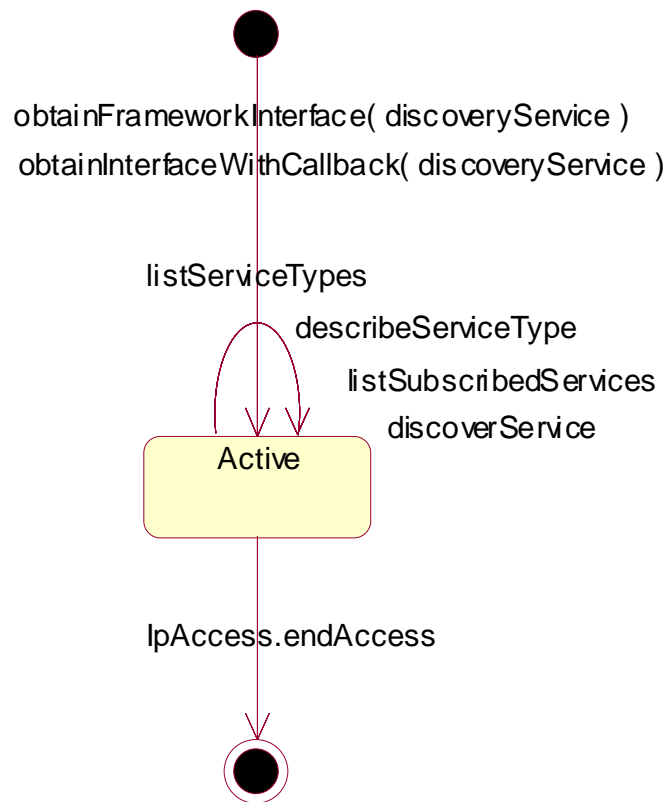 obtainFrameworkInterface( discoveryService )
obtainInterfaceWithCallback( discoveryService )
listServiceTypes
describeServiceType
listSubscribedServices
discoverService
Active
IpAccess.endAccess